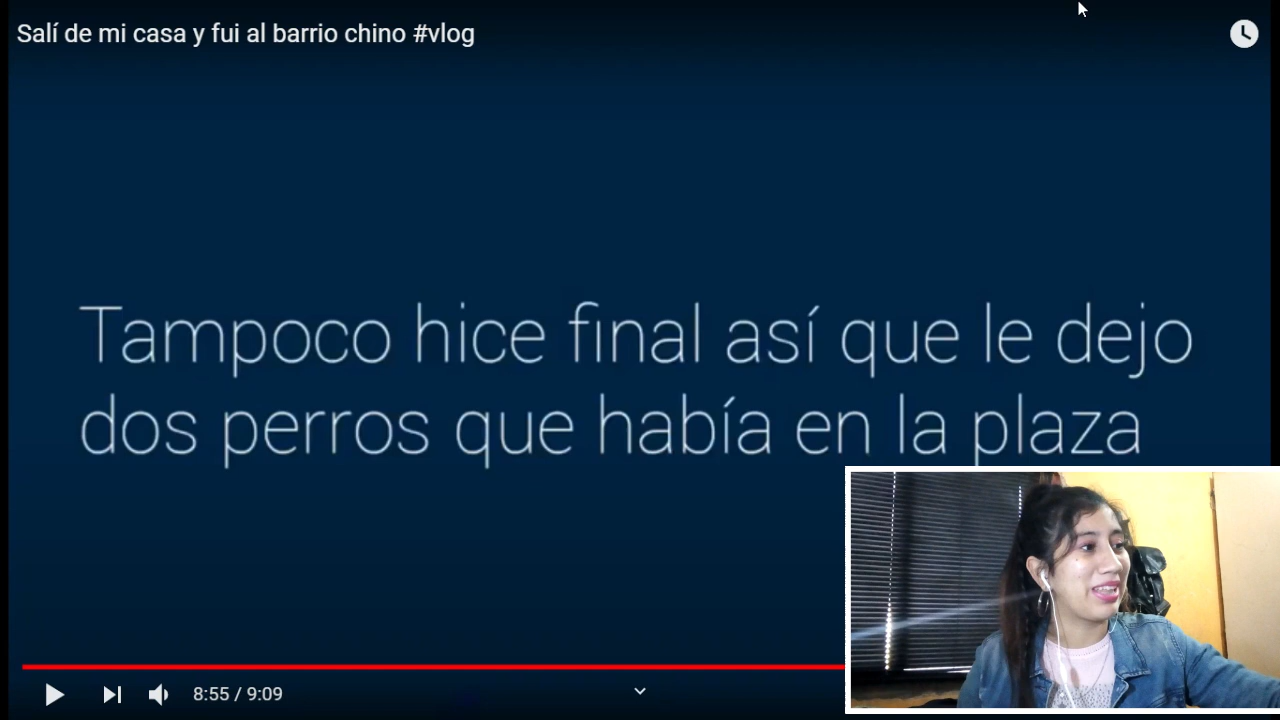 Salí de mi casa y fui al barrio chino #vlog
Tampoco hice final así que le dejo
dos perros que había en la plaza
8:55 / 9:09